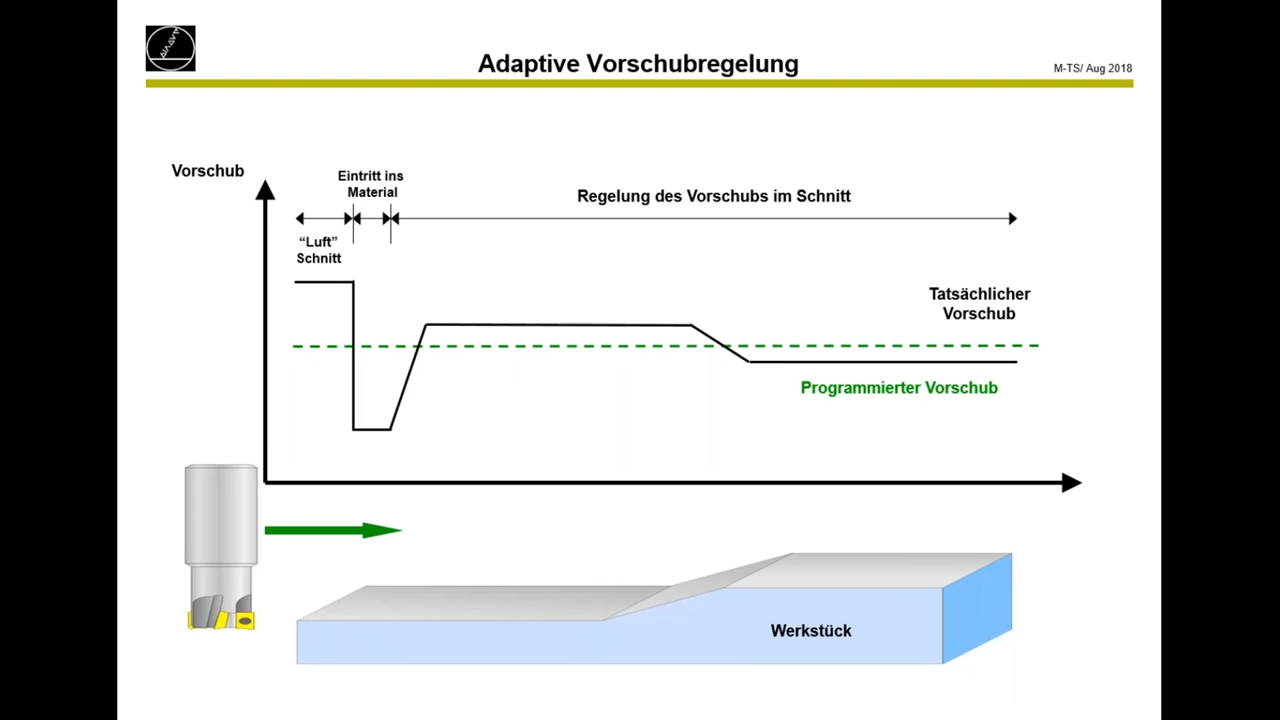 Adaptive Vorschubregelung
M-TS/ Aug 2018
Vorschub
Eintritt ins
Material
Regelung des Vorschubs im Schnitt
“Luft”
Schnitt
Tatsächlicher
Vorschub
Programmierter Vorschub
Werkstück